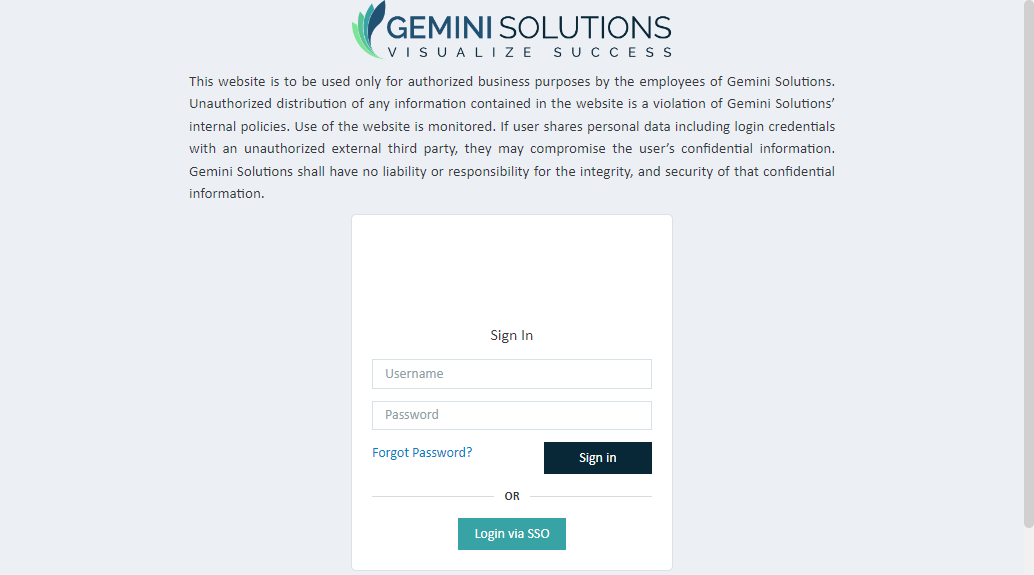 GEMINI SOLUTIONS
VISUALIZE SUCCESS
This website is to be used only for authorized business purposes by the employees of Gemini Solutions.
Unauthorized distribution of any information contained in the website is a violation of Gemini Solutions’
internal policies. Use of the website is monitored. If user shares personal data including login credentials
with an unauthorized external third party, they may compromise the user’s confidential information.
Gemini Solutions shall have no liability or responsibility for the integrity, and security of that confidential
information.
Sign In
Username
Password
Forgot Password?
Sign in
OR
Login via SSO